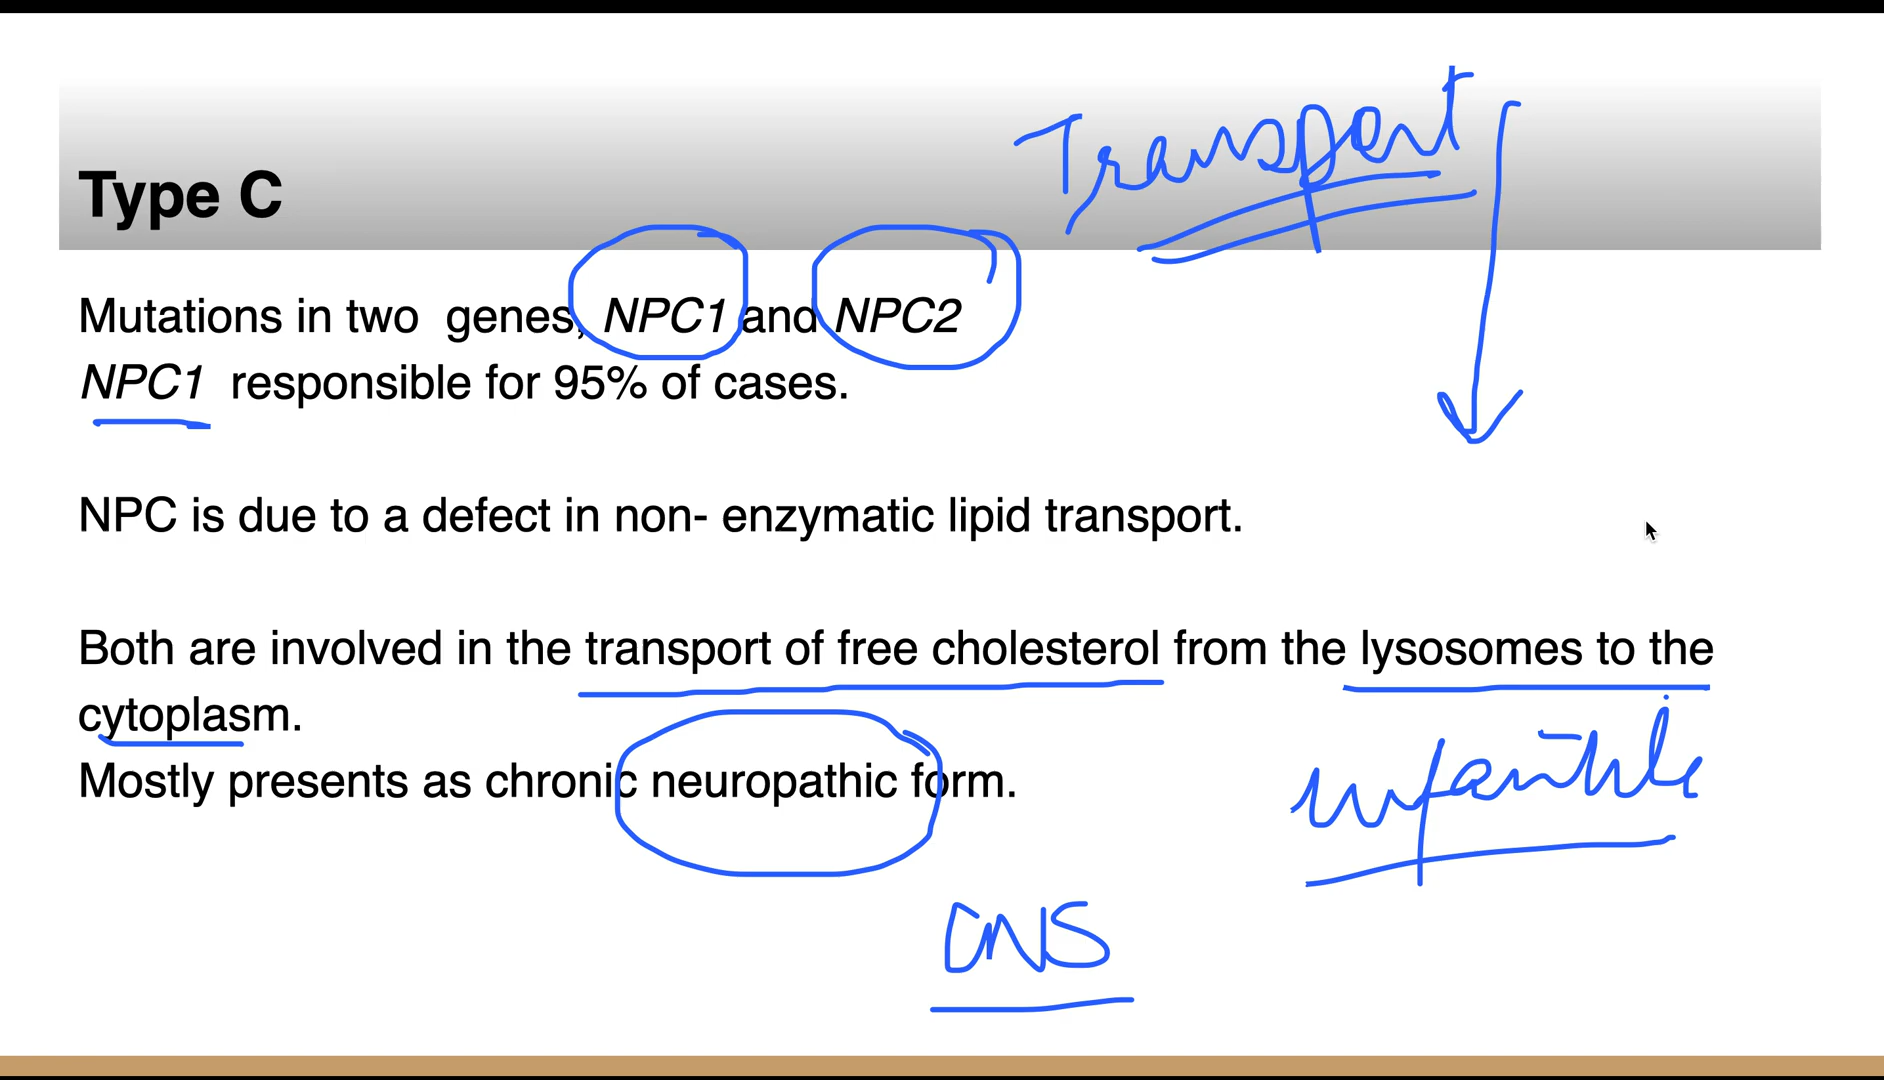 Transport
Type C
Mutations in two genes, NPC1 and NPC2
NPC1 responsible for 95% of cases.
NPC is due to a defect in non- enzymatic lipid transport.
Both are involved in the transport of free cholesterol from the lysosomes to the
cytoplasm.
Mostly presents as chronic neuropathic form.
infantile
CNS